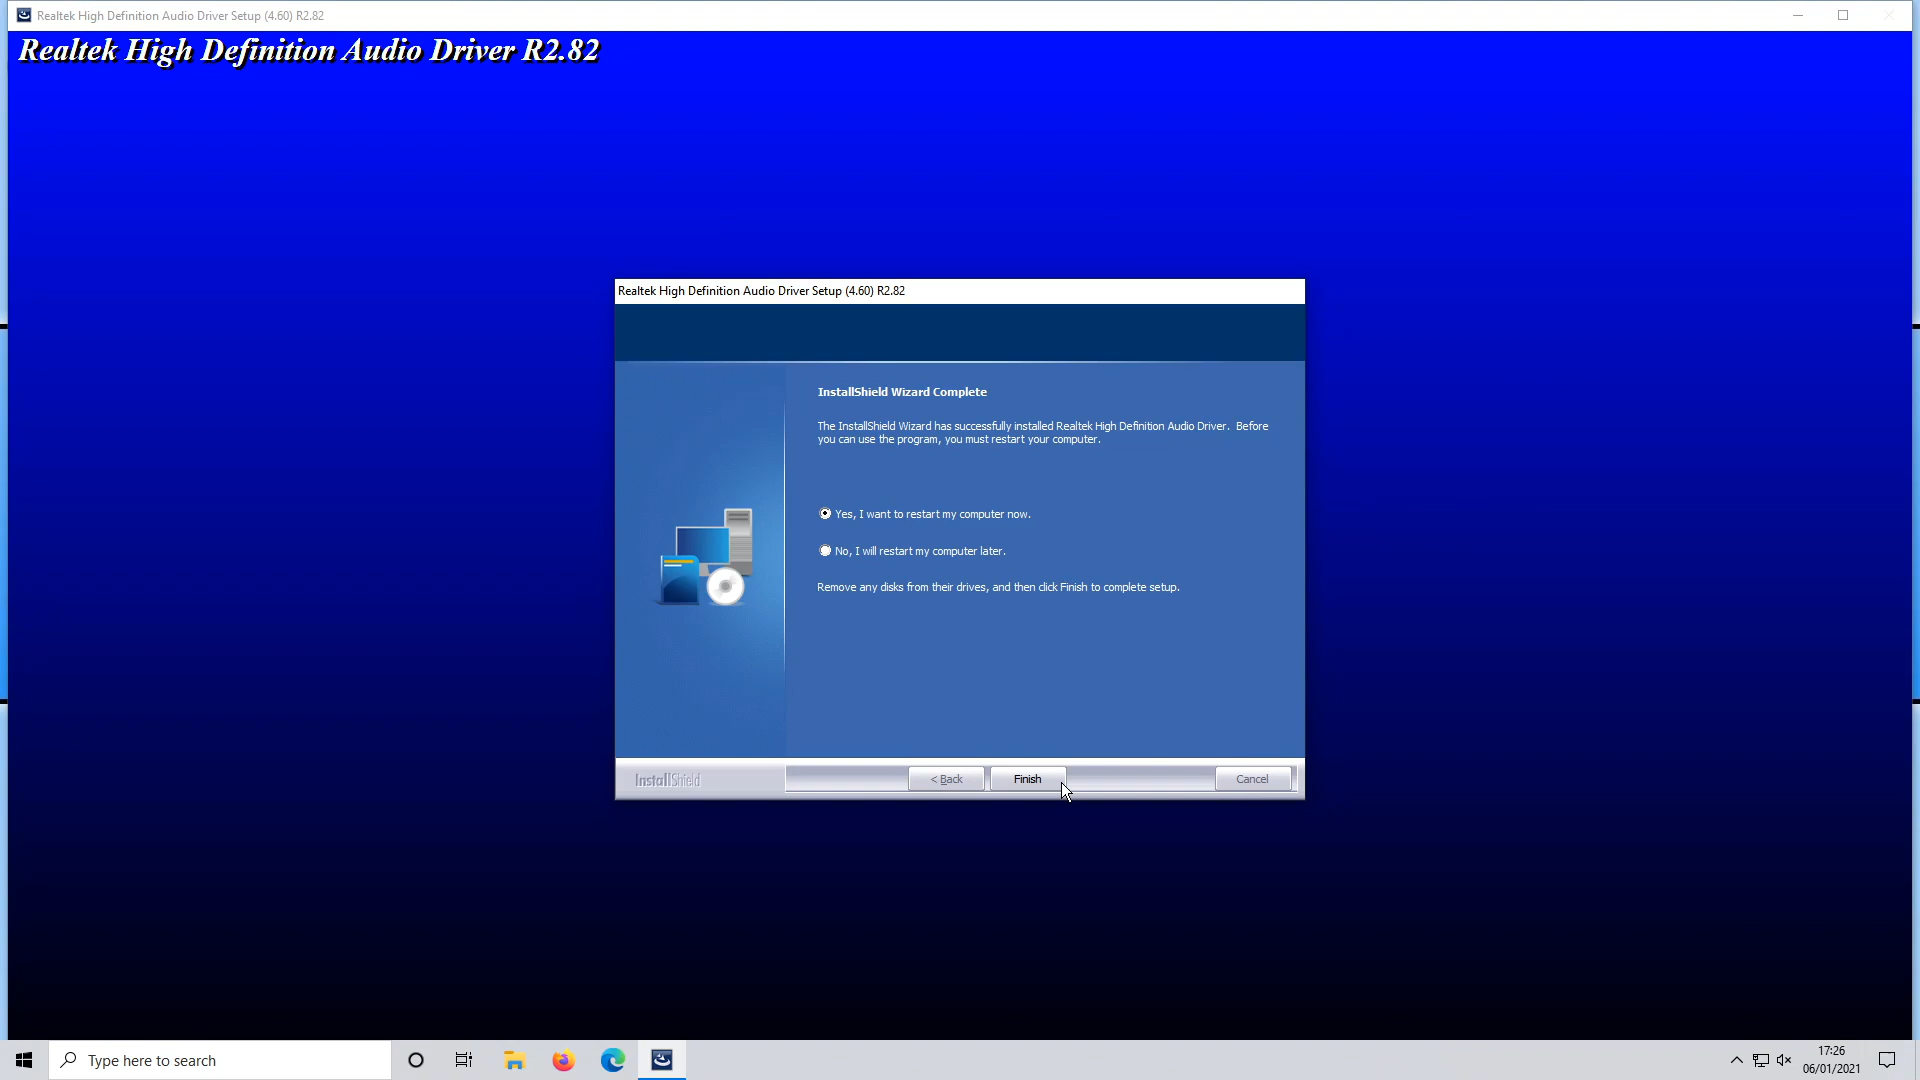 Realtek High Definition Audio Driver Setup (4.60) R2.82
Realtek High Definition Audio Driver R2.82
Realtek High Definition Audio Driver Setup (4.60) R2.82
InstallShield Wizard Complete
The InstallShield Wizard has successfully installed Realtek High Definition Audio Driver.  Before
you can use the program, you must restart your computer.
Yes, I want to restart my computer now.
No, I will restart my computer later.
Remove any disks from their drives, and then click Finish to complete setup.
InstallShield
< Back
Finish
Cancel
Type here to search
17:26
06/01/2021